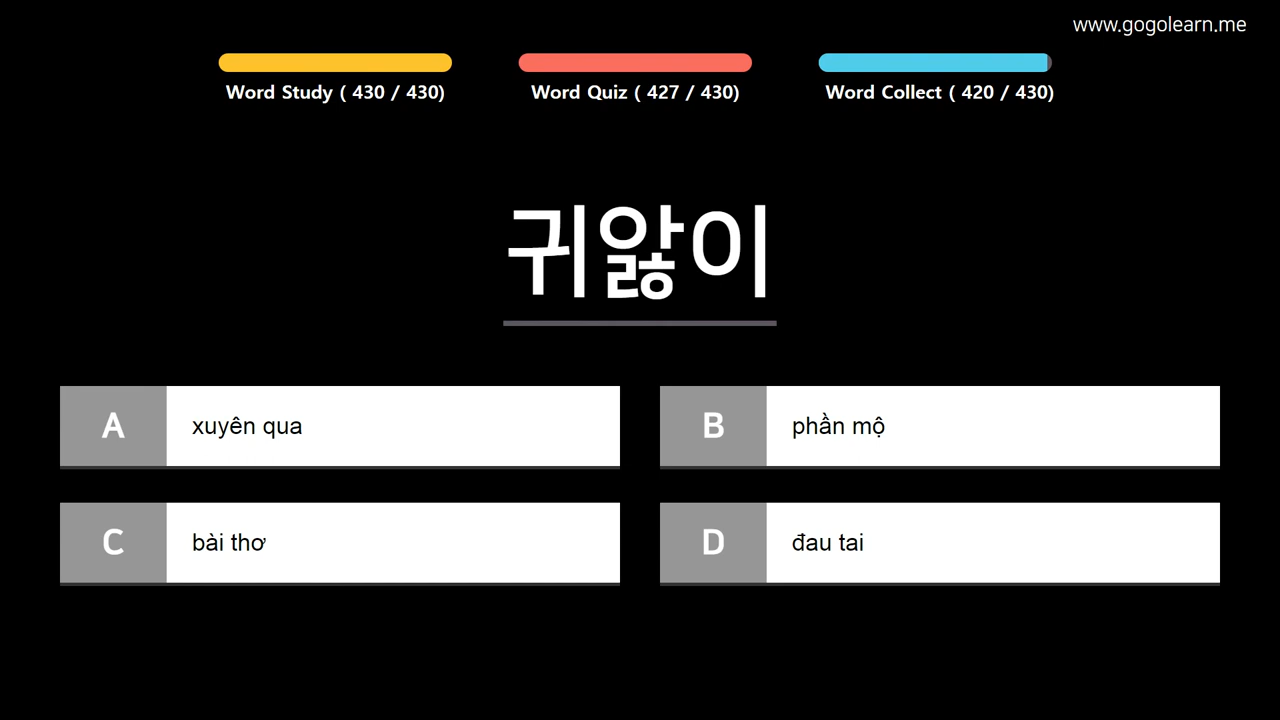 www.gogolearn.me
Word Study ( 430 / 430)
Word Quiz ( 427 / 430)
Word Collect ( 420 / 430)
귀앓이
A xuyên qua
B phần mộ
C bài thơ
D đau tai